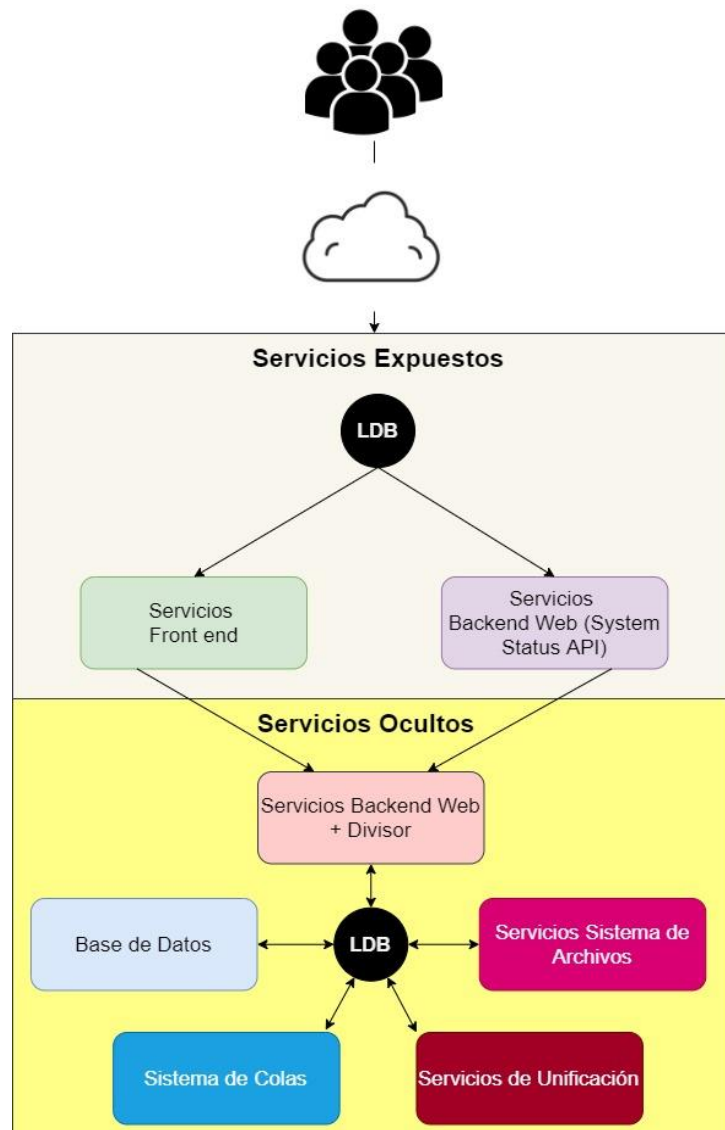 Servicios Expuestos
LDB
Servicios
Front end
Servicios
Backend Web (System
Status API)
Servicios Ocultos
Servicios Backend Web
+ Divisor
Base de Datos
LDB
Servicios Sistema de
Archivos
Sistema de Colas
Servicios de Unificación